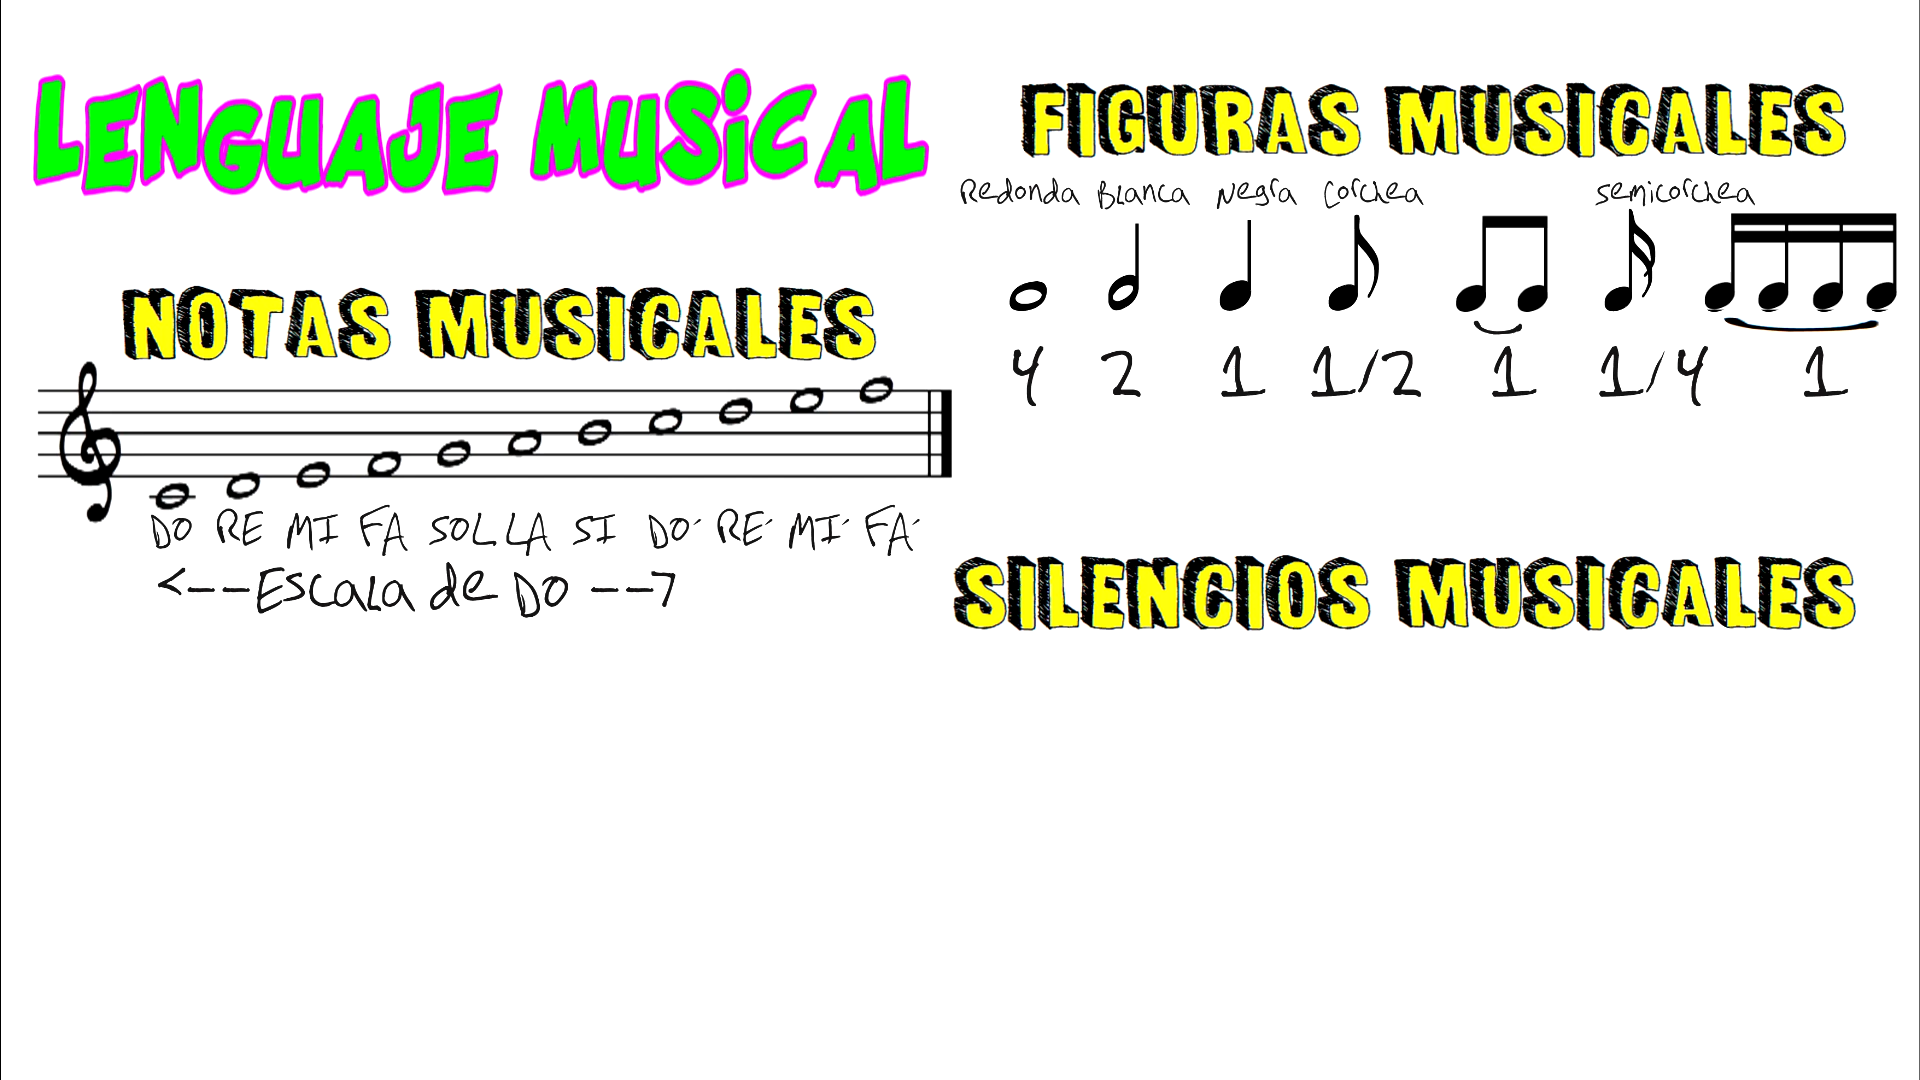 LENGUAJE MUSiCAL
NOTAS MUSICALES
DO RE MI FA SOL LA SI DO´ RE´ MI´ FA´
<--Escala de DO -->
FIGURAS MUSICALES
Redonda Blanca Negra Corchea semicorchea
4 2 1 1/2 1 1/4 1
SILENCIOS MUSICALES